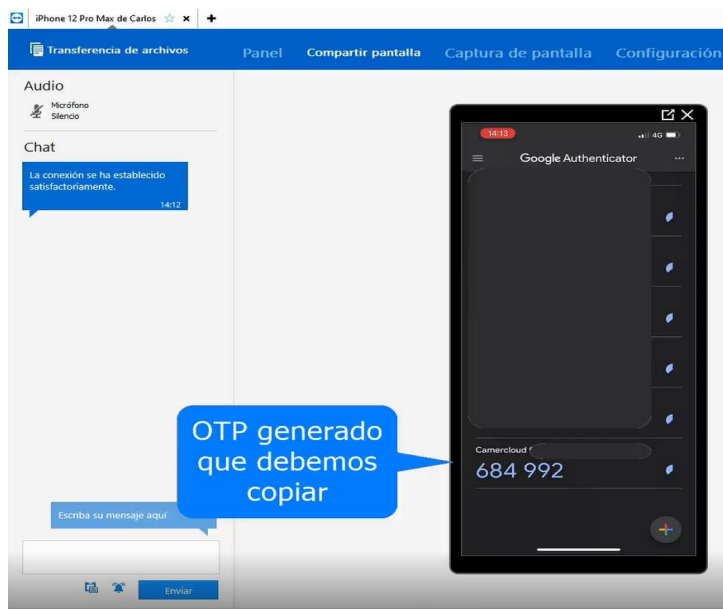 iPhone 12 Pro Max de Carlos
Transferencia de archivos
Panel
Compartir pantalla
Captura de pantalla
Configuración
Audio
Micrófono
Silencio
Chat
La conexión se ha establecido
satisfactoriamente.
14:12
14:13
4G
Google Authenticator
OTP generado
que debemos
copiar
Camercloud
684 992
Escriba su mensaje aquí
Enviar